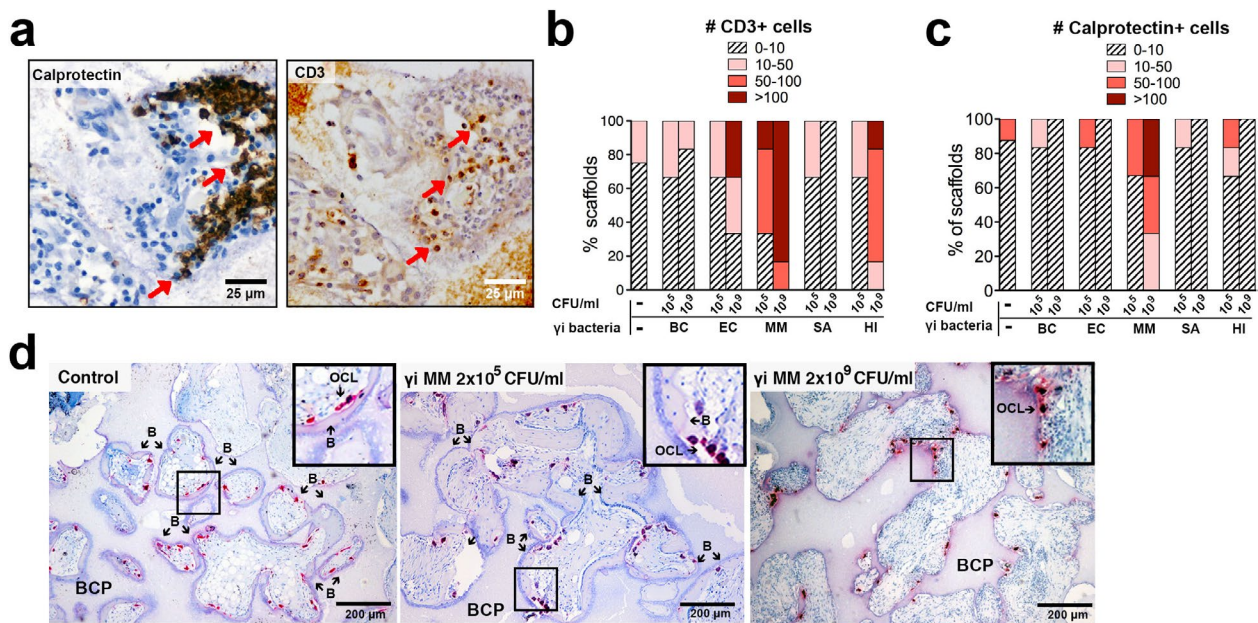 a
Calprotectin
25 µm
CD3
25 µm
b
# CD3+ cells
0-10
10-50
50-100
>100
% scaffolds
100
80
60
40
20
0
CFU/ml - 10⁵ 10⁹ 10⁵ 10⁹ 10⁵ 10⁹ 10⁵ 10⁹ 10⁵ 10⁹
γi bacteria - BC EC MM SA HI
c
# Calprotectin+ cells
0-10
10-50
50-100
>100
% of scaffolds
100
80
60
40
20
0
CFU/ml - 10⁵ 10⁹ 10⁵ 10⁹ 10⁵ 10⁹ 10⁵ 10⁹ 10⁵ 10⁹
γi bacteria - BC EC MM SA HI
d
Control
OCL
B
B
B
B
B
B
B
BCP
200 µm
γi MM 2x10⁵ CFU/ml
B
OCL
B
B
B
B
B
BCP
200 µm
γi MM 2x10⁹ CFU/ml
OCL
BCP
200 µm